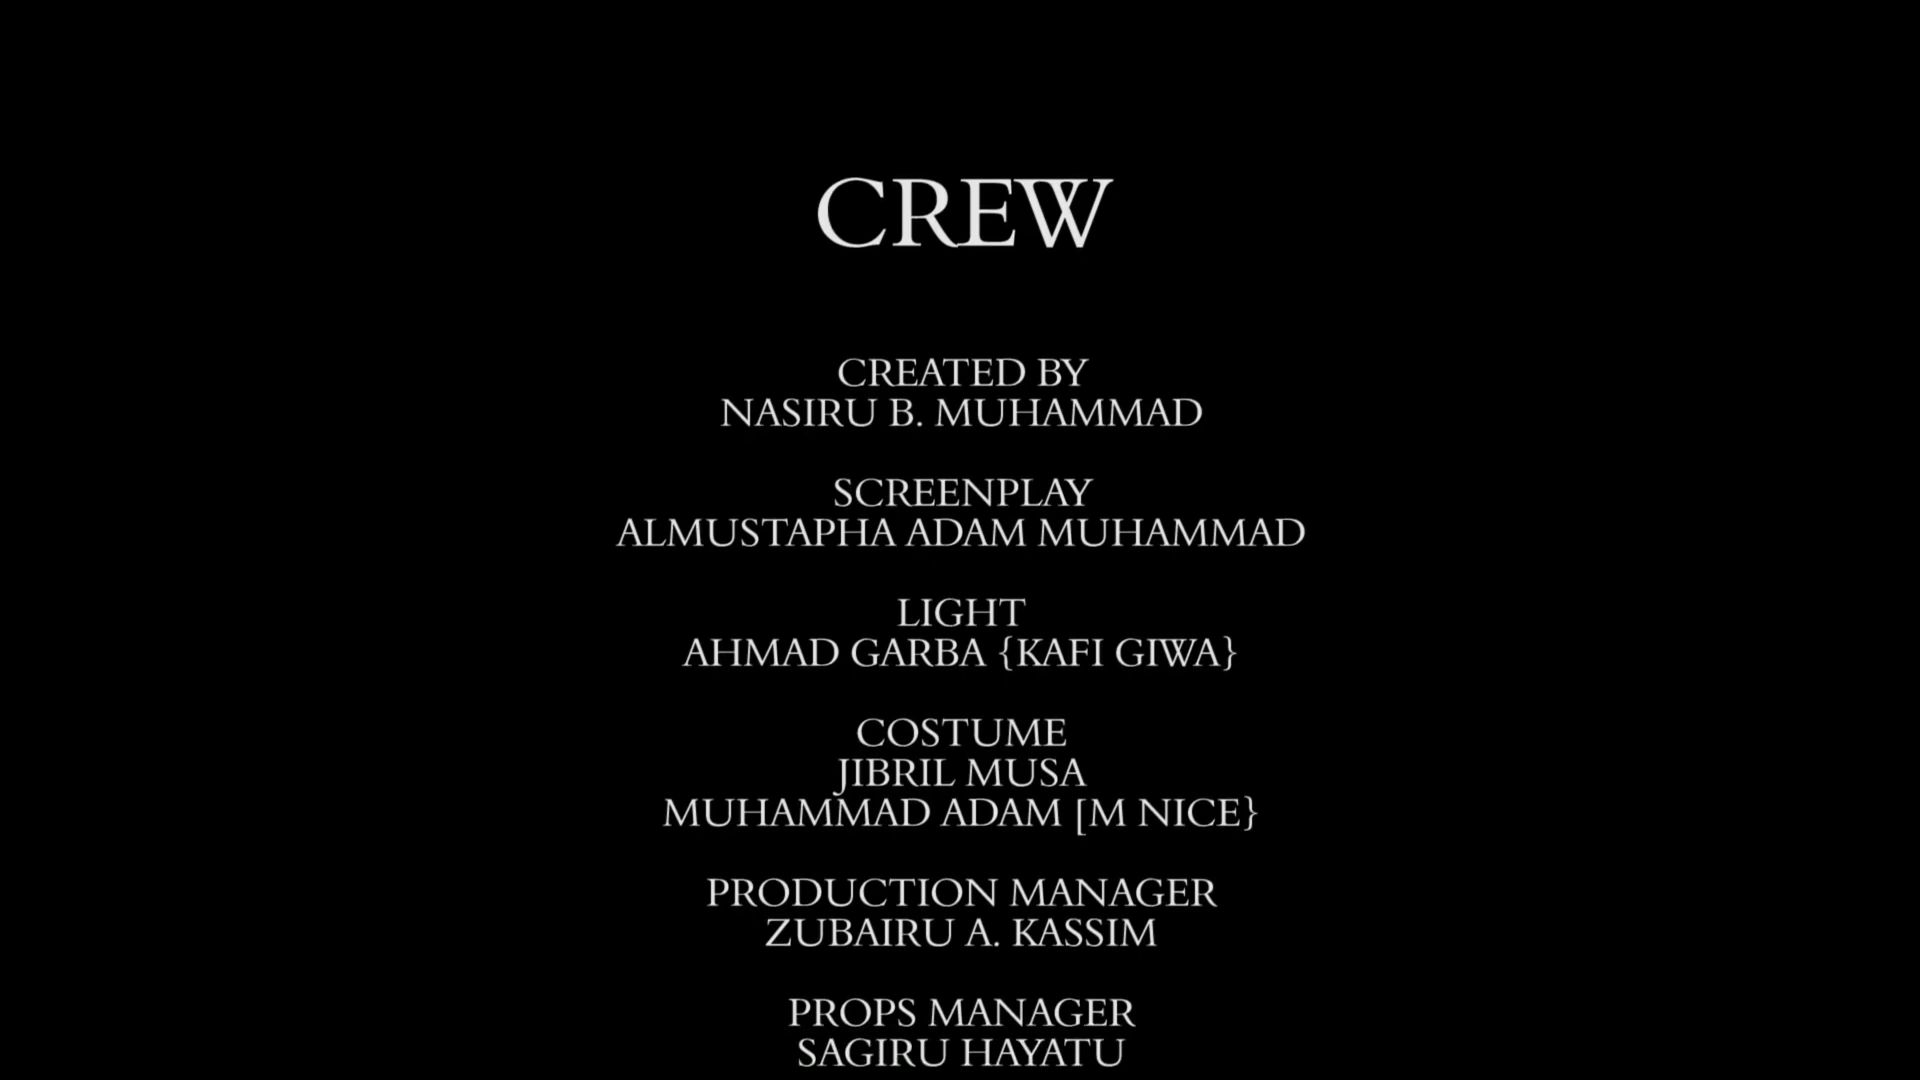 CREW
CREATED BY
NASIRU B. MUHAMMAD
SCREENPLAY
ALMUSTAPHA ADAM MUHAMMAD
LIGHT
AHMAD GARBA {KAFI GIWA}
COSTUME
JIBRIL MUSA
MUHAMMAD ADAM [M NICE}
PRODUCTION MANAGER
ZUBAIRU A. KASSIM
PROPS MANAGER
SAGIRU HAYATU